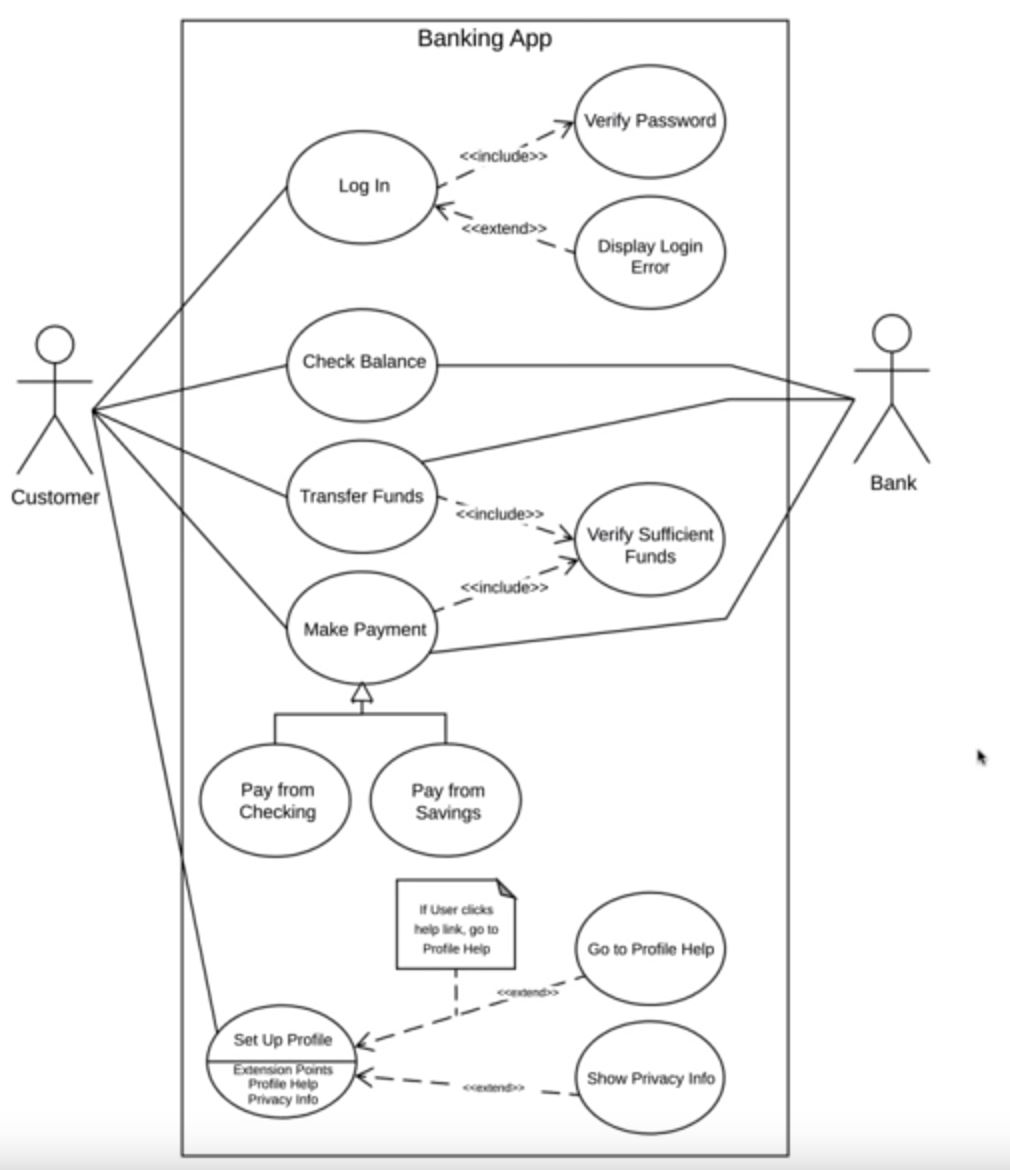 Banking App
Verify Password
<<include>>
Log In
<<extend>>
Display Login
Error
Check Balance
Customer
Bank
Transfer Funds
<<include>>
Verify Sufficient
Funds
<<include>>
Make Payment
Pay from
Checking
Pay from
Savings
If User clicks
help link, go to
Profile Help
Go to Profile Help
<<extend>>
Set Up Profile
Extension Points
Profile Help
Privacy Info
<<extend>>
Show Privacy Info